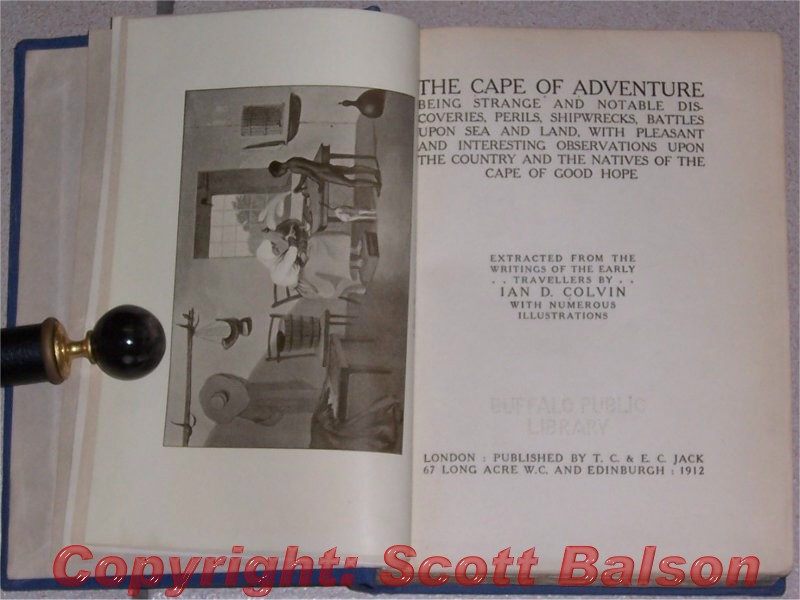 THE CAPE OF ADVENTURE
BEING STRANGE AND NOTABLE DIS-
COVERIES, PERILS, SHIPWRECKS, BATTLES
UPON SEA AND LAND, WITH PLEASANT
AND INTERESTING OBSERVATIONS UPON
THE COUNTRY AND THE NATIVES OF THE
CAPE OF GOOD HOPE
EXTRACTED FROM THE
WRITINGS OF THE EARLY
. . TRAVELLERS BY . .
IAN D. COLVIN
WITH NUMEROUS
ILLUSTRATIONS
BUFFALO PUBLIC
LIBRARY
LONDON : PUBLISHED BY T. C. & E. C. JACK
67 LONG ACRE W.C. AND EDINBURGH : 1912
Copyright: Scott Balson